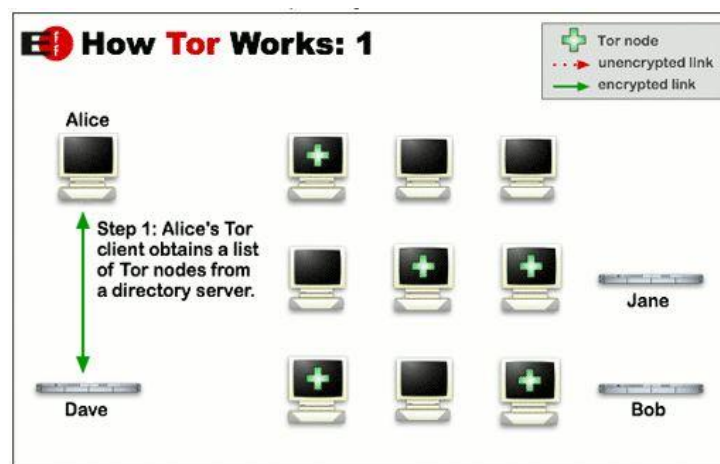 EFF How Tor Works: 1
Tor node
unencrypted link
encrypted link
Alice
Step 1: Alice's Tor
client obtains a list
of Tor nodes from
a directory server.
Jane
Dave
Bob